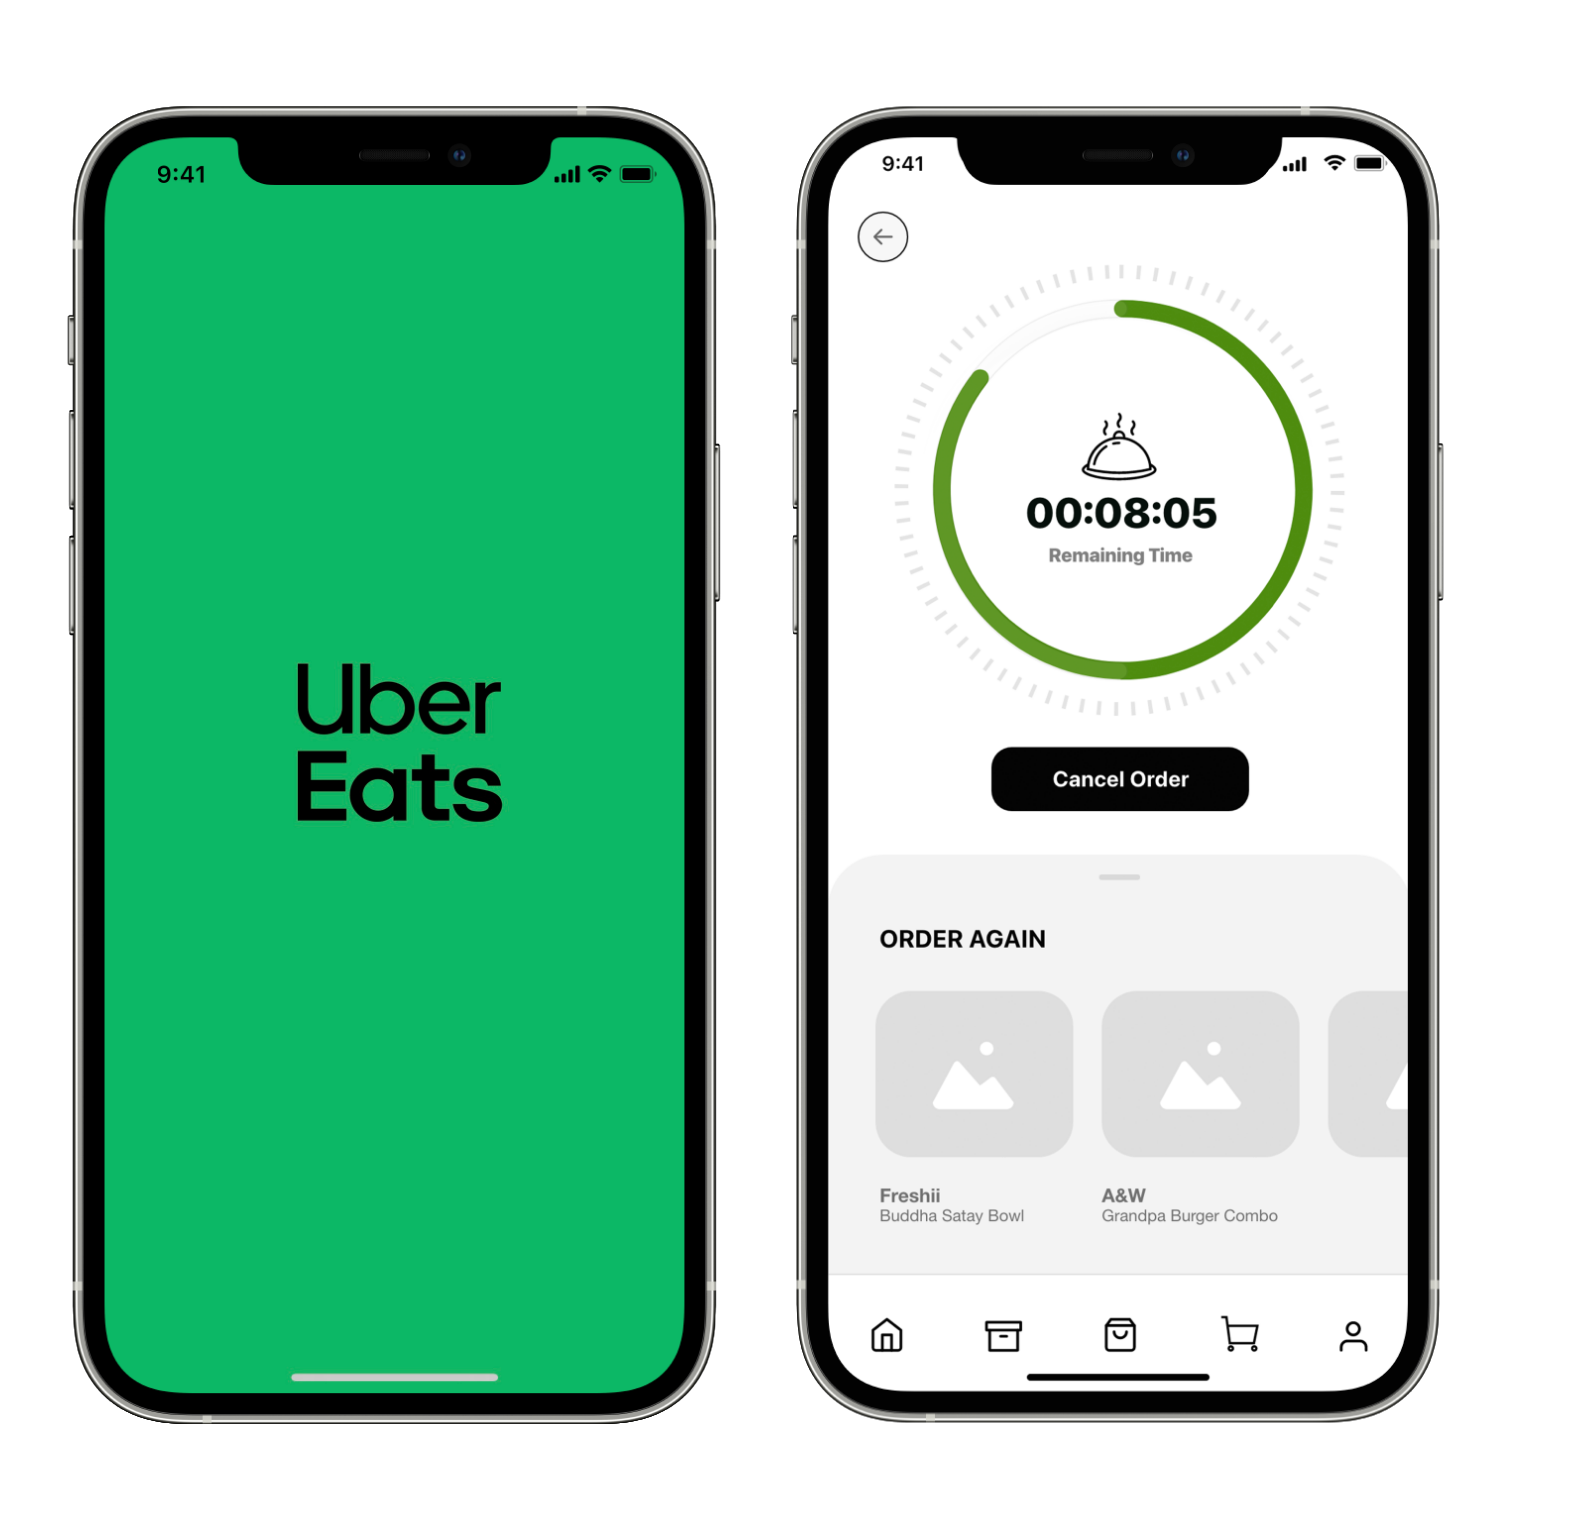 9:41
Uber
Eats
9:41
00:08:05
Remaining Time
Cancel Order
ORDER AGAIN
Freshii
Buddha Satay Bowl
A&W
Grandpa Burger Combo